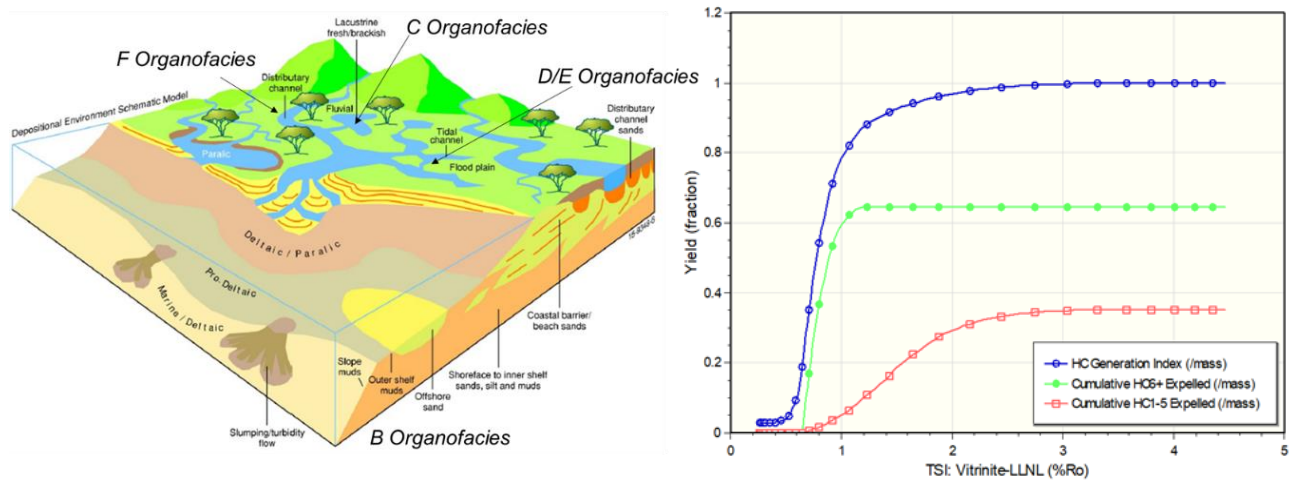 F Organofacies
Lacustrine
fresh/brackish
C Organofacies
D/E Organofacies
Depositional Environment Schematic Model
Distributary
channel
Fluvial
Distributary
channel
sands
Tidal
channel
Paralic
Flood plain
Deltaic / Paralic
Pro.Deltaic
Marine / Deltaic
Coastal barrier/
beach sands
Slope
muds
Outer shelf
muds
Offshore
sand
Shoreface to inner shelf
sands, silt and muds
Slumping/turbidity
flow
B Organofacies
1.2
1
0.8
0.6
0.4
0.2
0
Yield (fraction)
HC Generation Index (/mass)
Cumulative HC6+ Expelled (/mass)
Cumulative HC1-5 Expelled (/mass)
0
1
2
3
4
5
TSI: Vitrinite-LLNL (%Ro)